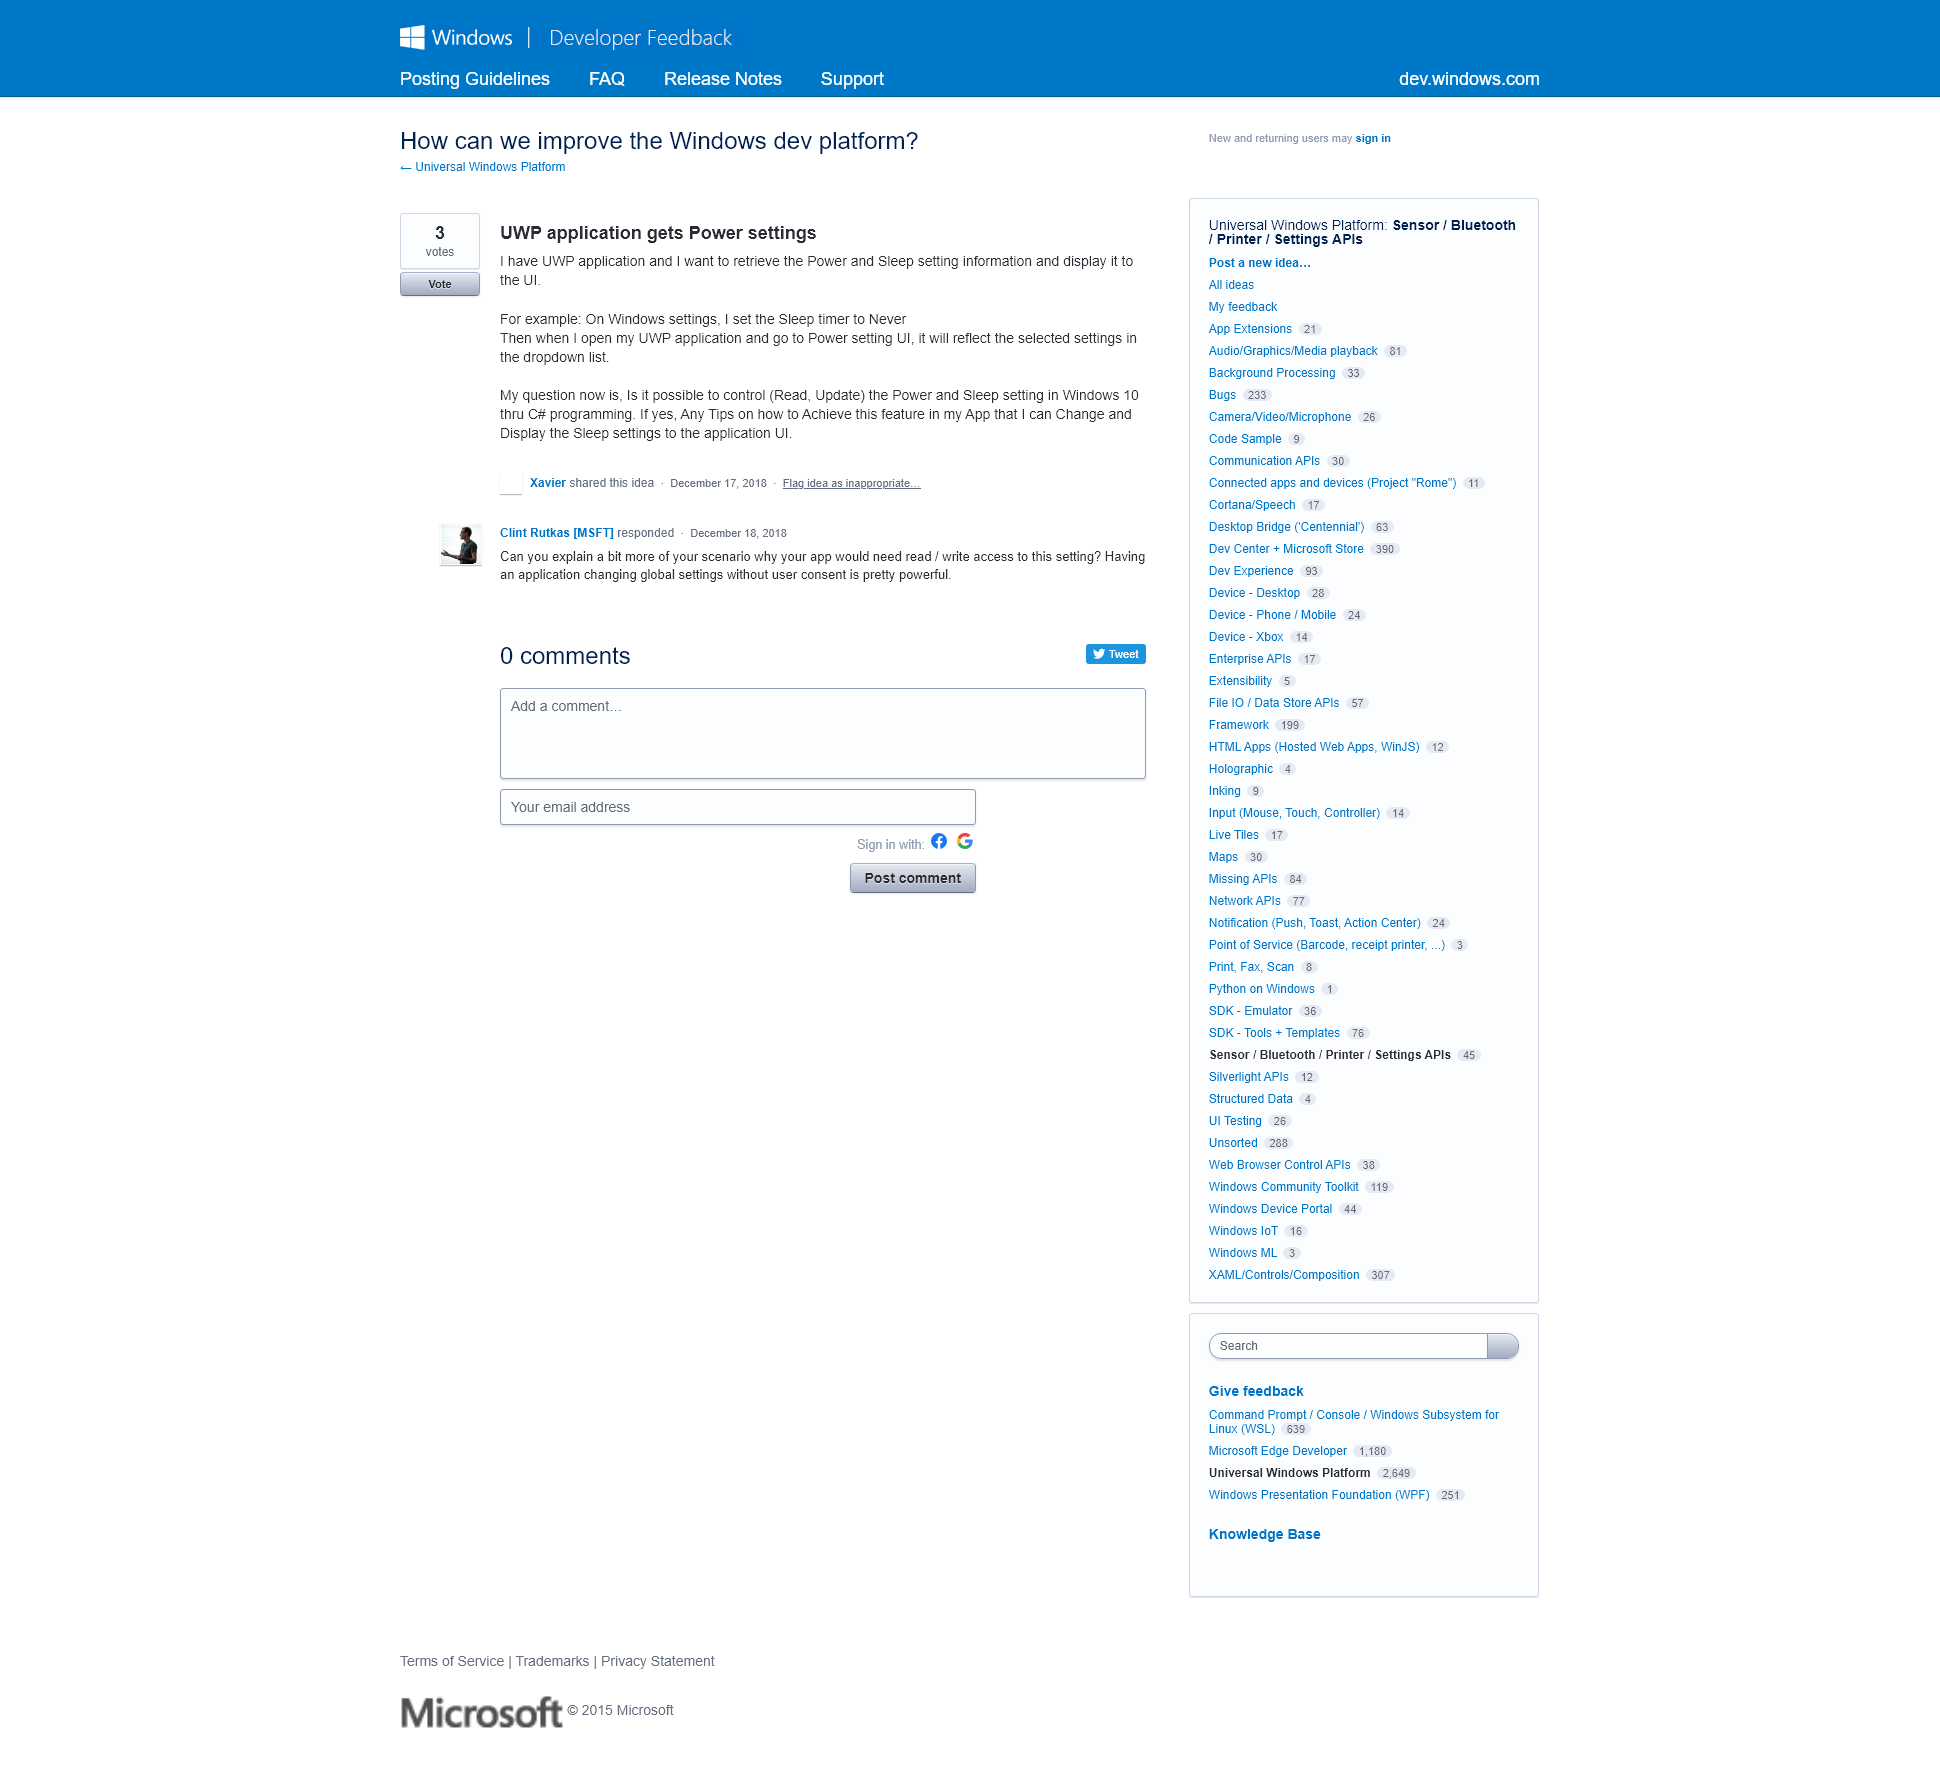 Windows | Developer Feedback
Posting Guidelines FAQ Release Notes Support dev.windows.com
How can we improve the Windows dev platform?
← Universal Windows Platform
New and returning users may sign in
3
votes
Vote
UWP application gets Power settings
I have UWP application and I want to retrieve the Power and Sleep setting information and display it to
the UI.
For example: On Windows settings, I set the Sleep timer to Never
Then when I open my UWP application and go to Power setting UI, it will reflect the selected settings in
the dropdown list.
My question now is, Is it possible to control (Read, Update) the Power and Sleep setting in Windows 10
thru C# programming. If yes, Any Tips on how to Achieve this feature in my App that I can Change and
Display the Sleep settings to the application UI.
Xavier shared this idea · December 17, 2018 · Flag idea as inappropriate…
Clint Rutkas [MSFT] responded · December 18, 2018
Can you explain a bit more of your scenario why your app would need read / write access to this setting? Having
an application changing global settings without user consent is pretty powerful.
0 comments
Tweet
Add a comment…
Your email address
Sign in with:
Post comment
Universal Windows Platform: Sensor / Bluetooth
/ Printer / Settings APIs
Post a new idea…
All ideas
My feedback
App Extensions 21
Audio/Graphics/Media playback 81
Background Processing 33
Bugs 233
Camera/Video/Microphone 26
Code Sample 9
Communication APIs 30
Connected apps and devices (Project "Rome") 11
Cortana/Speech 17
Desktop Bridge ('Centennial') 63
Dev Center + Microsoft Store 390
Dev Experience 93
Device - Desktop 28
Device - Phone / Mobile 24
Device - Xbox 14
Enterprise APIs 17
Extensibility 5
File IO / Data Store APIs 57
Framework 199
HTML Apps (Hosted Web Apps, WinJS) 12
Holographic 4
Inking 9
Input (Mouse, Touch, Controller) 14
Live Tiles 17
Maps 30
Missing APIs 84
Network APIs 77
Notification (Push, Toast, Action Center) 24
Point of Service (Barcode, receipt printer, ...) 3
Print, Fax, Scan 8
Python on Windows 1
SDK - Emulator 36
SDK - Tools + Templates 76
Sensor / Bluetooth / Printer / Settings APIs 45
Silverlight APIs 12
Structured Data 4
UI Testing 26
Unsorted 288
Web Browser Control APIs 38
Windows Community Toolkit 119
Windows Device Portal 44
Windows IoT 16
Windows ML 3
XAML/Controls/Composition 307
Search
Give feedback
Command Prompt / Console / Windows Subsystem for
Linux (WSL) 639
Microsoft Edge Developer 1,180
Universal Windows Platform 2,649
Windows Presentation Foundation (WPF) 251
Knowledge Base
Terms of Service | Trademarks | Privacy Statement
Microsoft © 2015 Microsoft